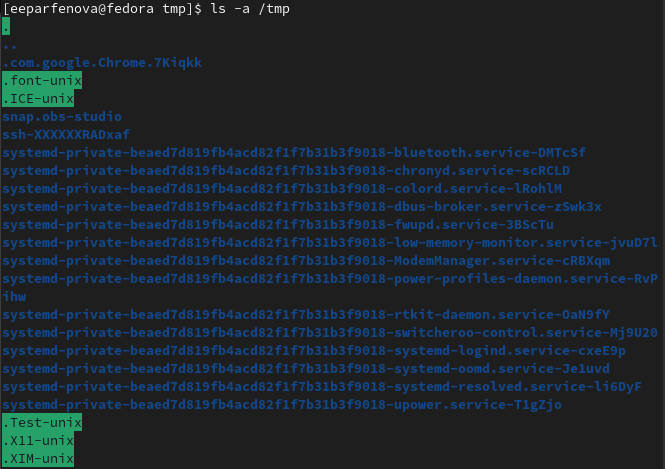 [eeparfenova@fedora tmp]$ ls -a /tmp
.
..
.com.google.Chrome.7Kiqkk
.font-unix
.ICE-unix
snap.obs-studio
ssh-XXXXXXRADxaf
systemd-private-beaed7d819fb4acd82f1f7b31b3f9018-bluetooth.service-DMTcSf
systemd-private-beaed7d819fb4acd82f1f7b31b3f9018-chronyd.service-scRCLD
systemd-private-beaed7d819fb4acd82f1f7b31b3f9018-colord.service-lRohlM
systemd-private-beaed7d819fb4acd82f1f7b31b3f9018-dbus-broker.service-zSwk3x
systemd-private-beaed7d819fb4acd82f1f7b31b3f9018-fwupd.service-3BScTu
systemd-private-beaed7d819fb4acd82f1f7b31b3f9018-low-memory-monitor.service-jvuD7l
systemd-private-beaed7d819fb4acd82f1f7b31b3f9018-ModemManager.service-cRBXqm
systemd-private-beaed7d819fb4acd82f1f7b31b3f9018-power-profiles-daemon.service-RvP
ihw
systemd-private-beaed7d819fb4acd82f1f7b31b3f9018-rtkit-daemon.service-OaN9fY
systemd-private-beaed7d819fb4acd82f1f7b31b3f9018-switcheroo-control.service-Mj9U20
systemd-private-beaed7d819fb4acd82f1f7b31b3f9018-systemd-logind.service-cxeE9p
systemd-private-beaed7d819fb4acd82f1f7b31b3f9018-systemd-oomd.service-Je1uvd
systemd-private-beaed7d819fb4acd82f1f7b31b3f9018-systemd-resolved.service-li6DyF
systemd-private-beaed7d819fb4acd82f1f7b31b3f9018-upower.service-T1gZjo
.Test-unix
.X11-unix
.XIM-unix